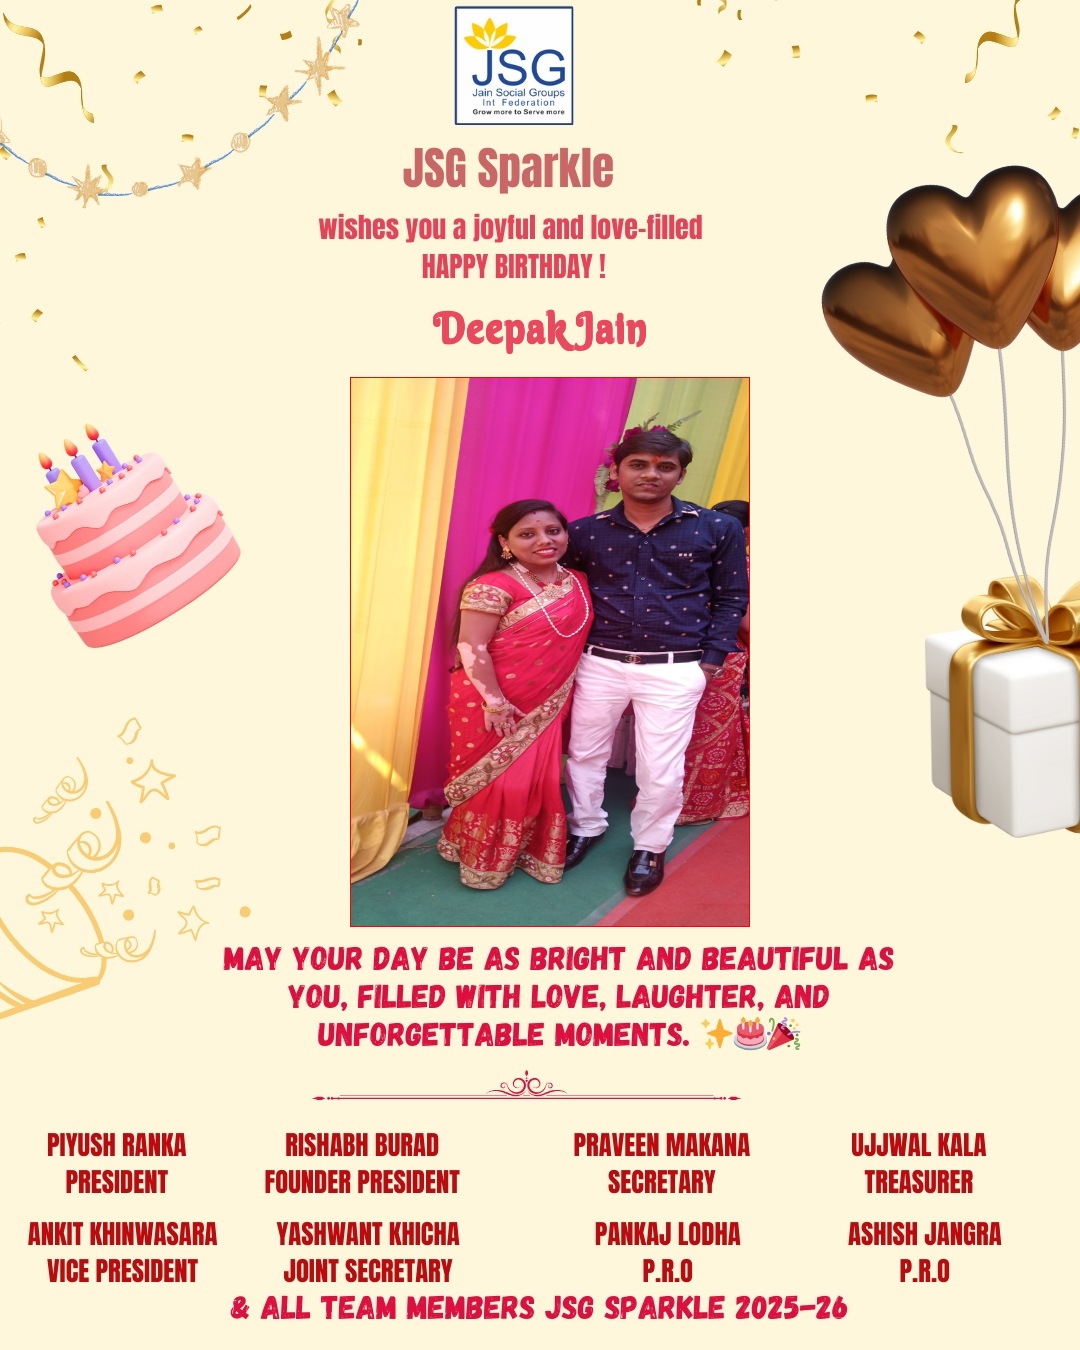 JSG
Jain Social Groups
Int Federation
Grow more to Serve more
JSG Sparkle
wishes you a joyful and love-filled
HAPPY BIRTHDAY !
Deepak Jain
MAY YOUR DAY BE AS BRIGHT AND BEAUTIFUL AS
YOU, FILLED WITH LOVE, LAUGHTER, AND
UNFORGETTABLE MOMENTS. ✨🎂🎉
PIYUSH RANKA
PRESIDENT
RISHABH BURAD
FOUNDER PRESIDENT
PRAVEEN MAKANA
SECRETARY
UJJWAL KALA
TREASURER
ANKIT KHINWASARA
VICE PRESIDENT
YASHWANT KHICHA
JOINT SECRETARY
PANKAJ LODHA
P.R.O
ASHISH JANGRA
P.R.O
& ALL TEAM MEMBERS JSG SPARKLE 2025-26